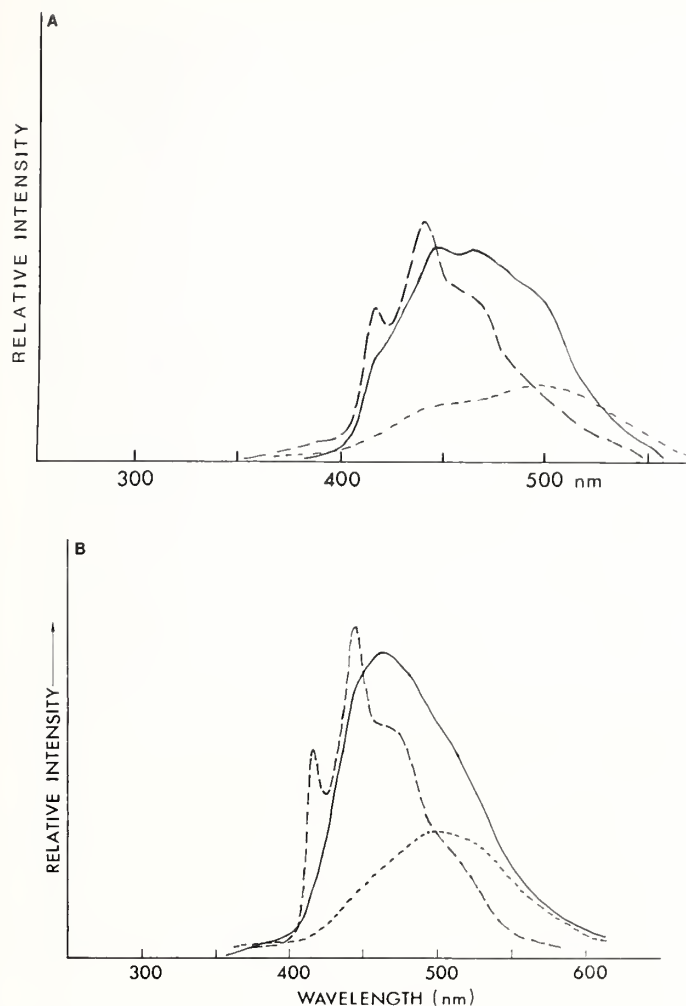 A
RELATIVE INTENSITY
300 400 500 nm
B
RELATIVE INTENSITY
300 400 500 600
WAVELENGTH (nm)